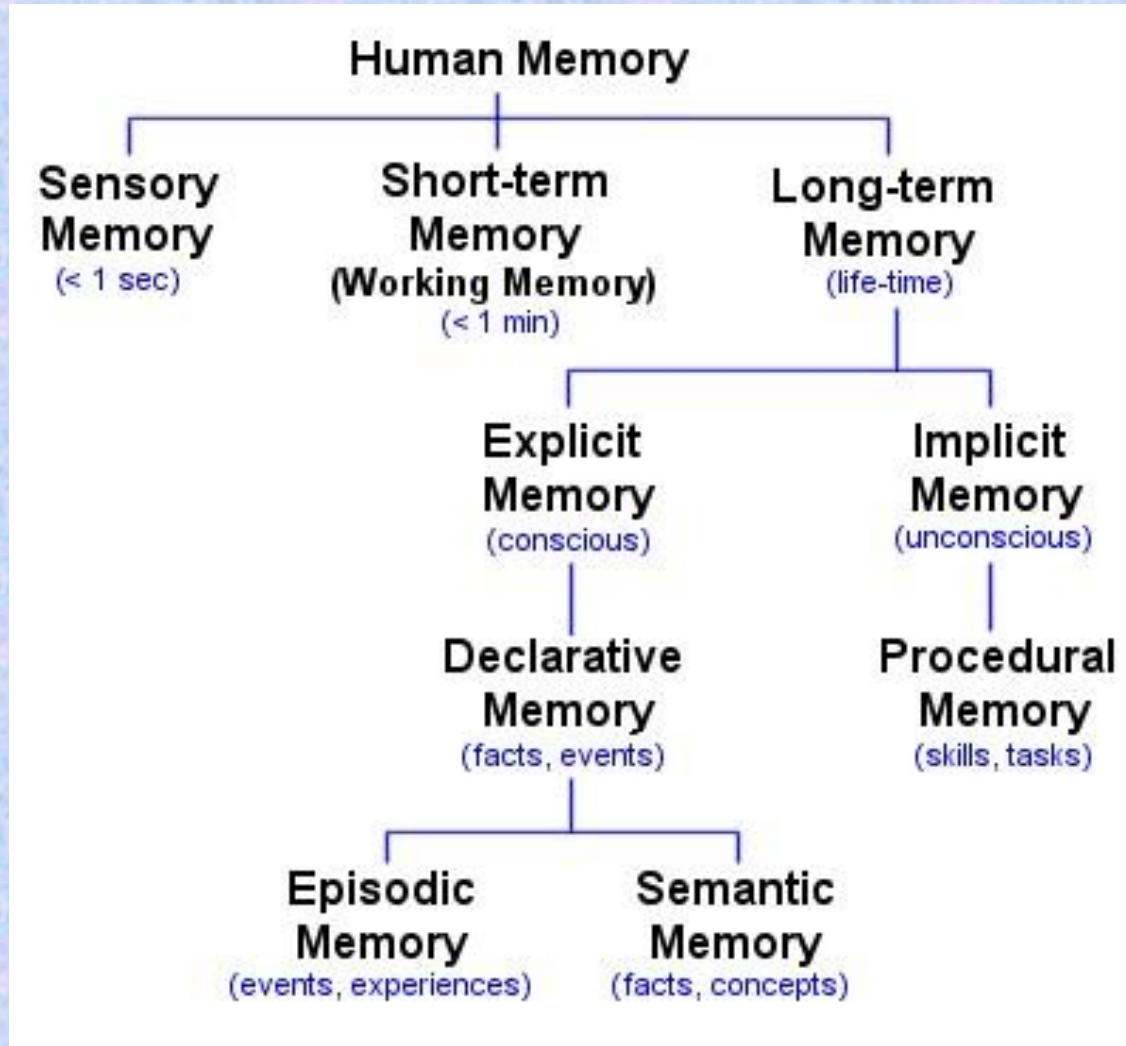 Human Memory
Sensory
Memory
(< 1 sec)
Short-term
Memory
(Working Memory)
(< 1 min)
Long-term
Memory
(life-time)
Explicit
Memory
(conscious)
Implicit
Memory
(unconscious)
Declarative
Memory
(facts, events)
Procedural
Memory
(skills, tasks)
Episodic
Memory
(events, experiences)
Semantic
Memory
(facts, concepts)